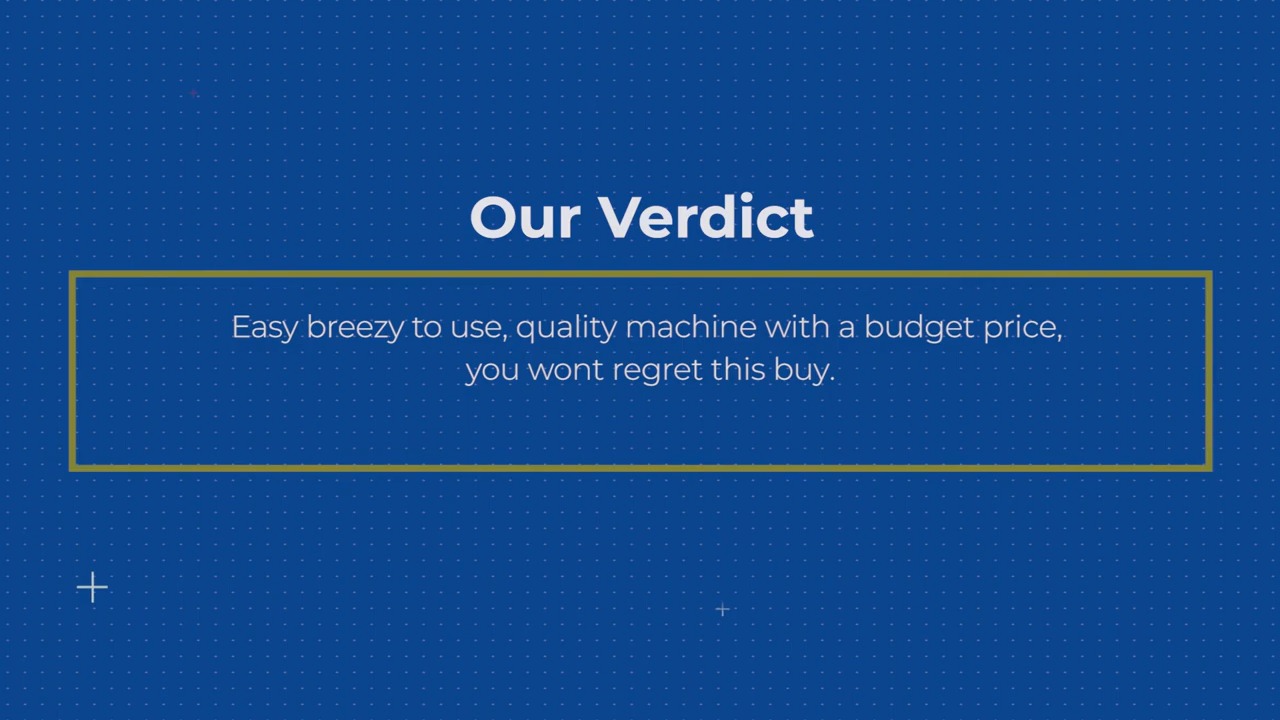 Our Verdict
Easy breezy to use, quality machine with a budget price,
you wont regret this buy.